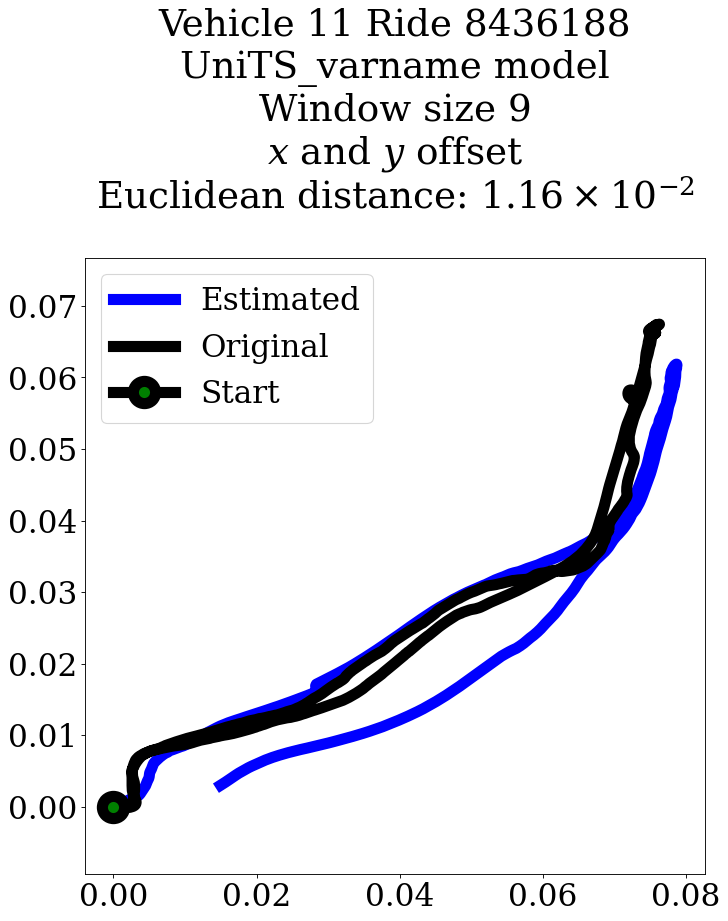 Vehicle 11 Ride 8436188
UniTS_varname model
Window size 9
x and y offset
Euclidean distance: 1.16 × 10⁻²
Estimated
Original
Start
0.07
0.06
0.05
0.04
0.03
0.02
0.01
0.00
0.00 0.02 0.04 0.06 0.08